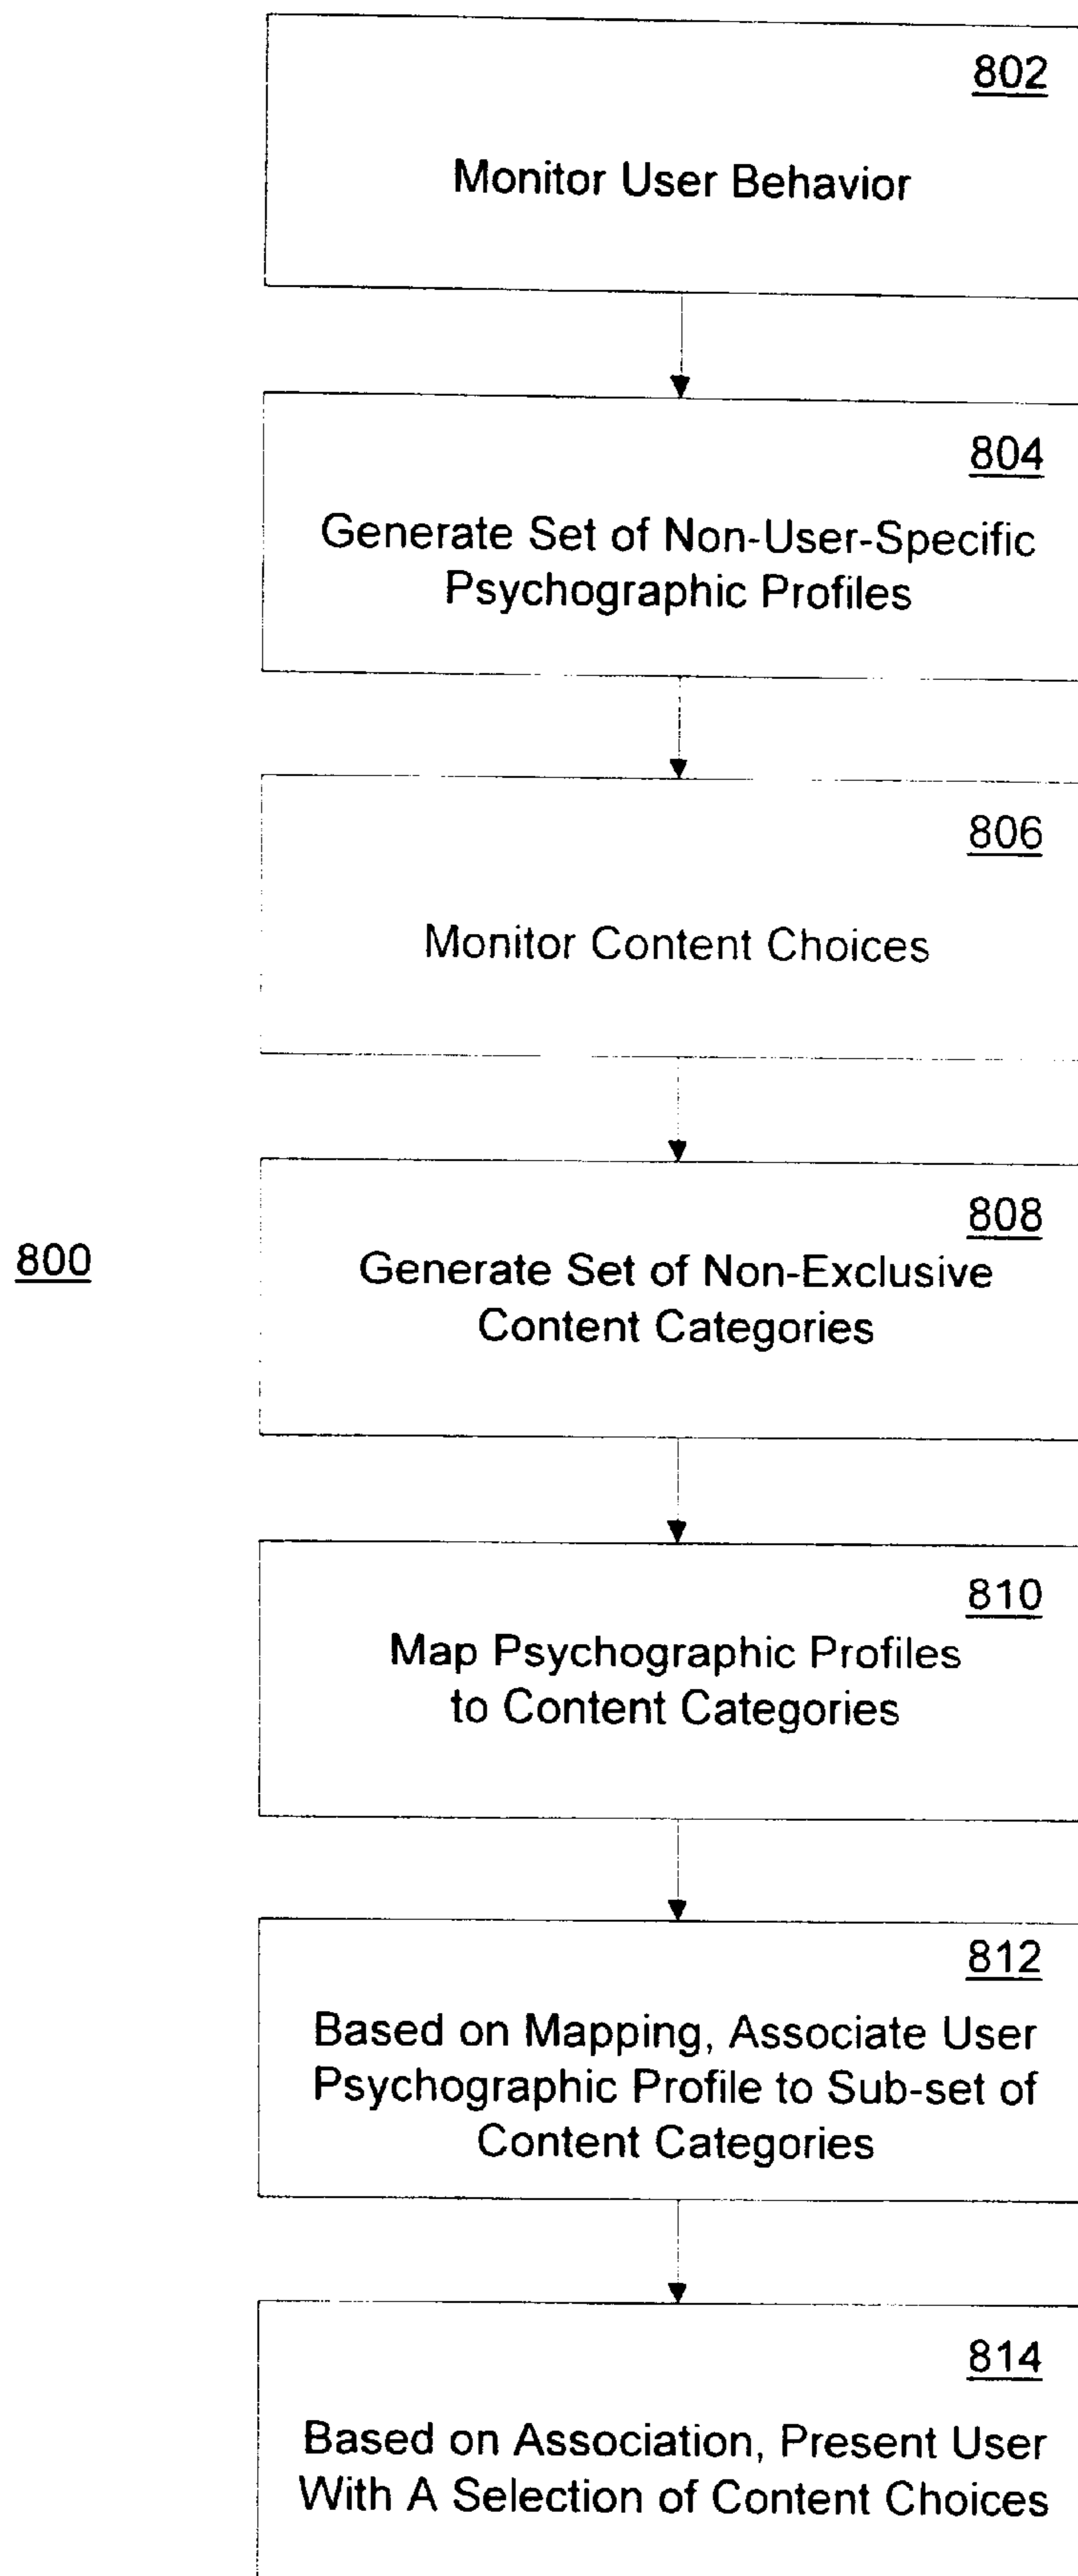 802
Monitor User Behavior
804
Generate Set of Non-User-Specific
Psychographic Profiles
806
Monitor Content Choices
800
808
Generate Set of Non-Exclusive
Content Categories
810
Map Psychographic Profiles
to Content Categories
812
Based on Mapping, Associate User
Psychographic Profile to Sub-set of
Content Categories
814
Based on Association, Present User
With A Selection of Content Choices